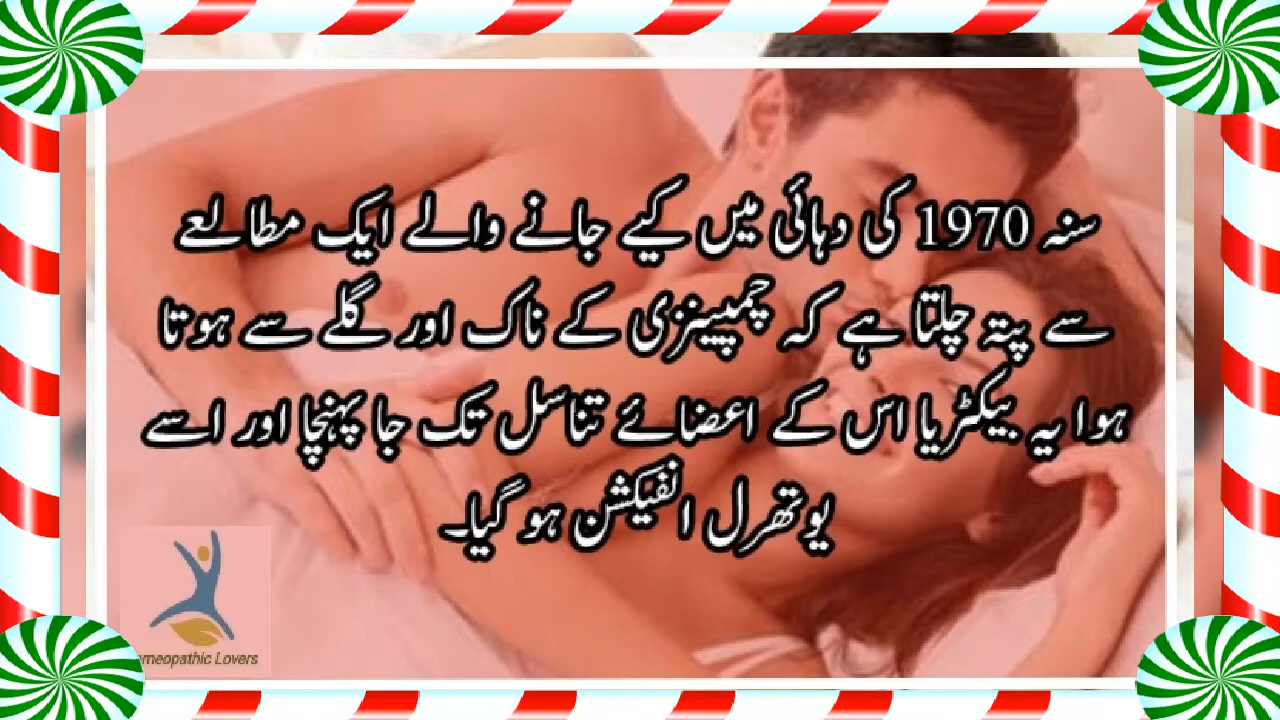 سنہ 1970 کی دہائی میں کیے جانے والے ایک مطالعے
سے پتہ چلتا ہے کہ چمپینزی کے ناک اور گلے سے ہوتا
ہوا یہ بیکٹریا اس کے اعضائے تناسل تک جا پہنچا اور اسے
یوتھرل انفیکشن ہو گیا۔
omeopathic Lovers